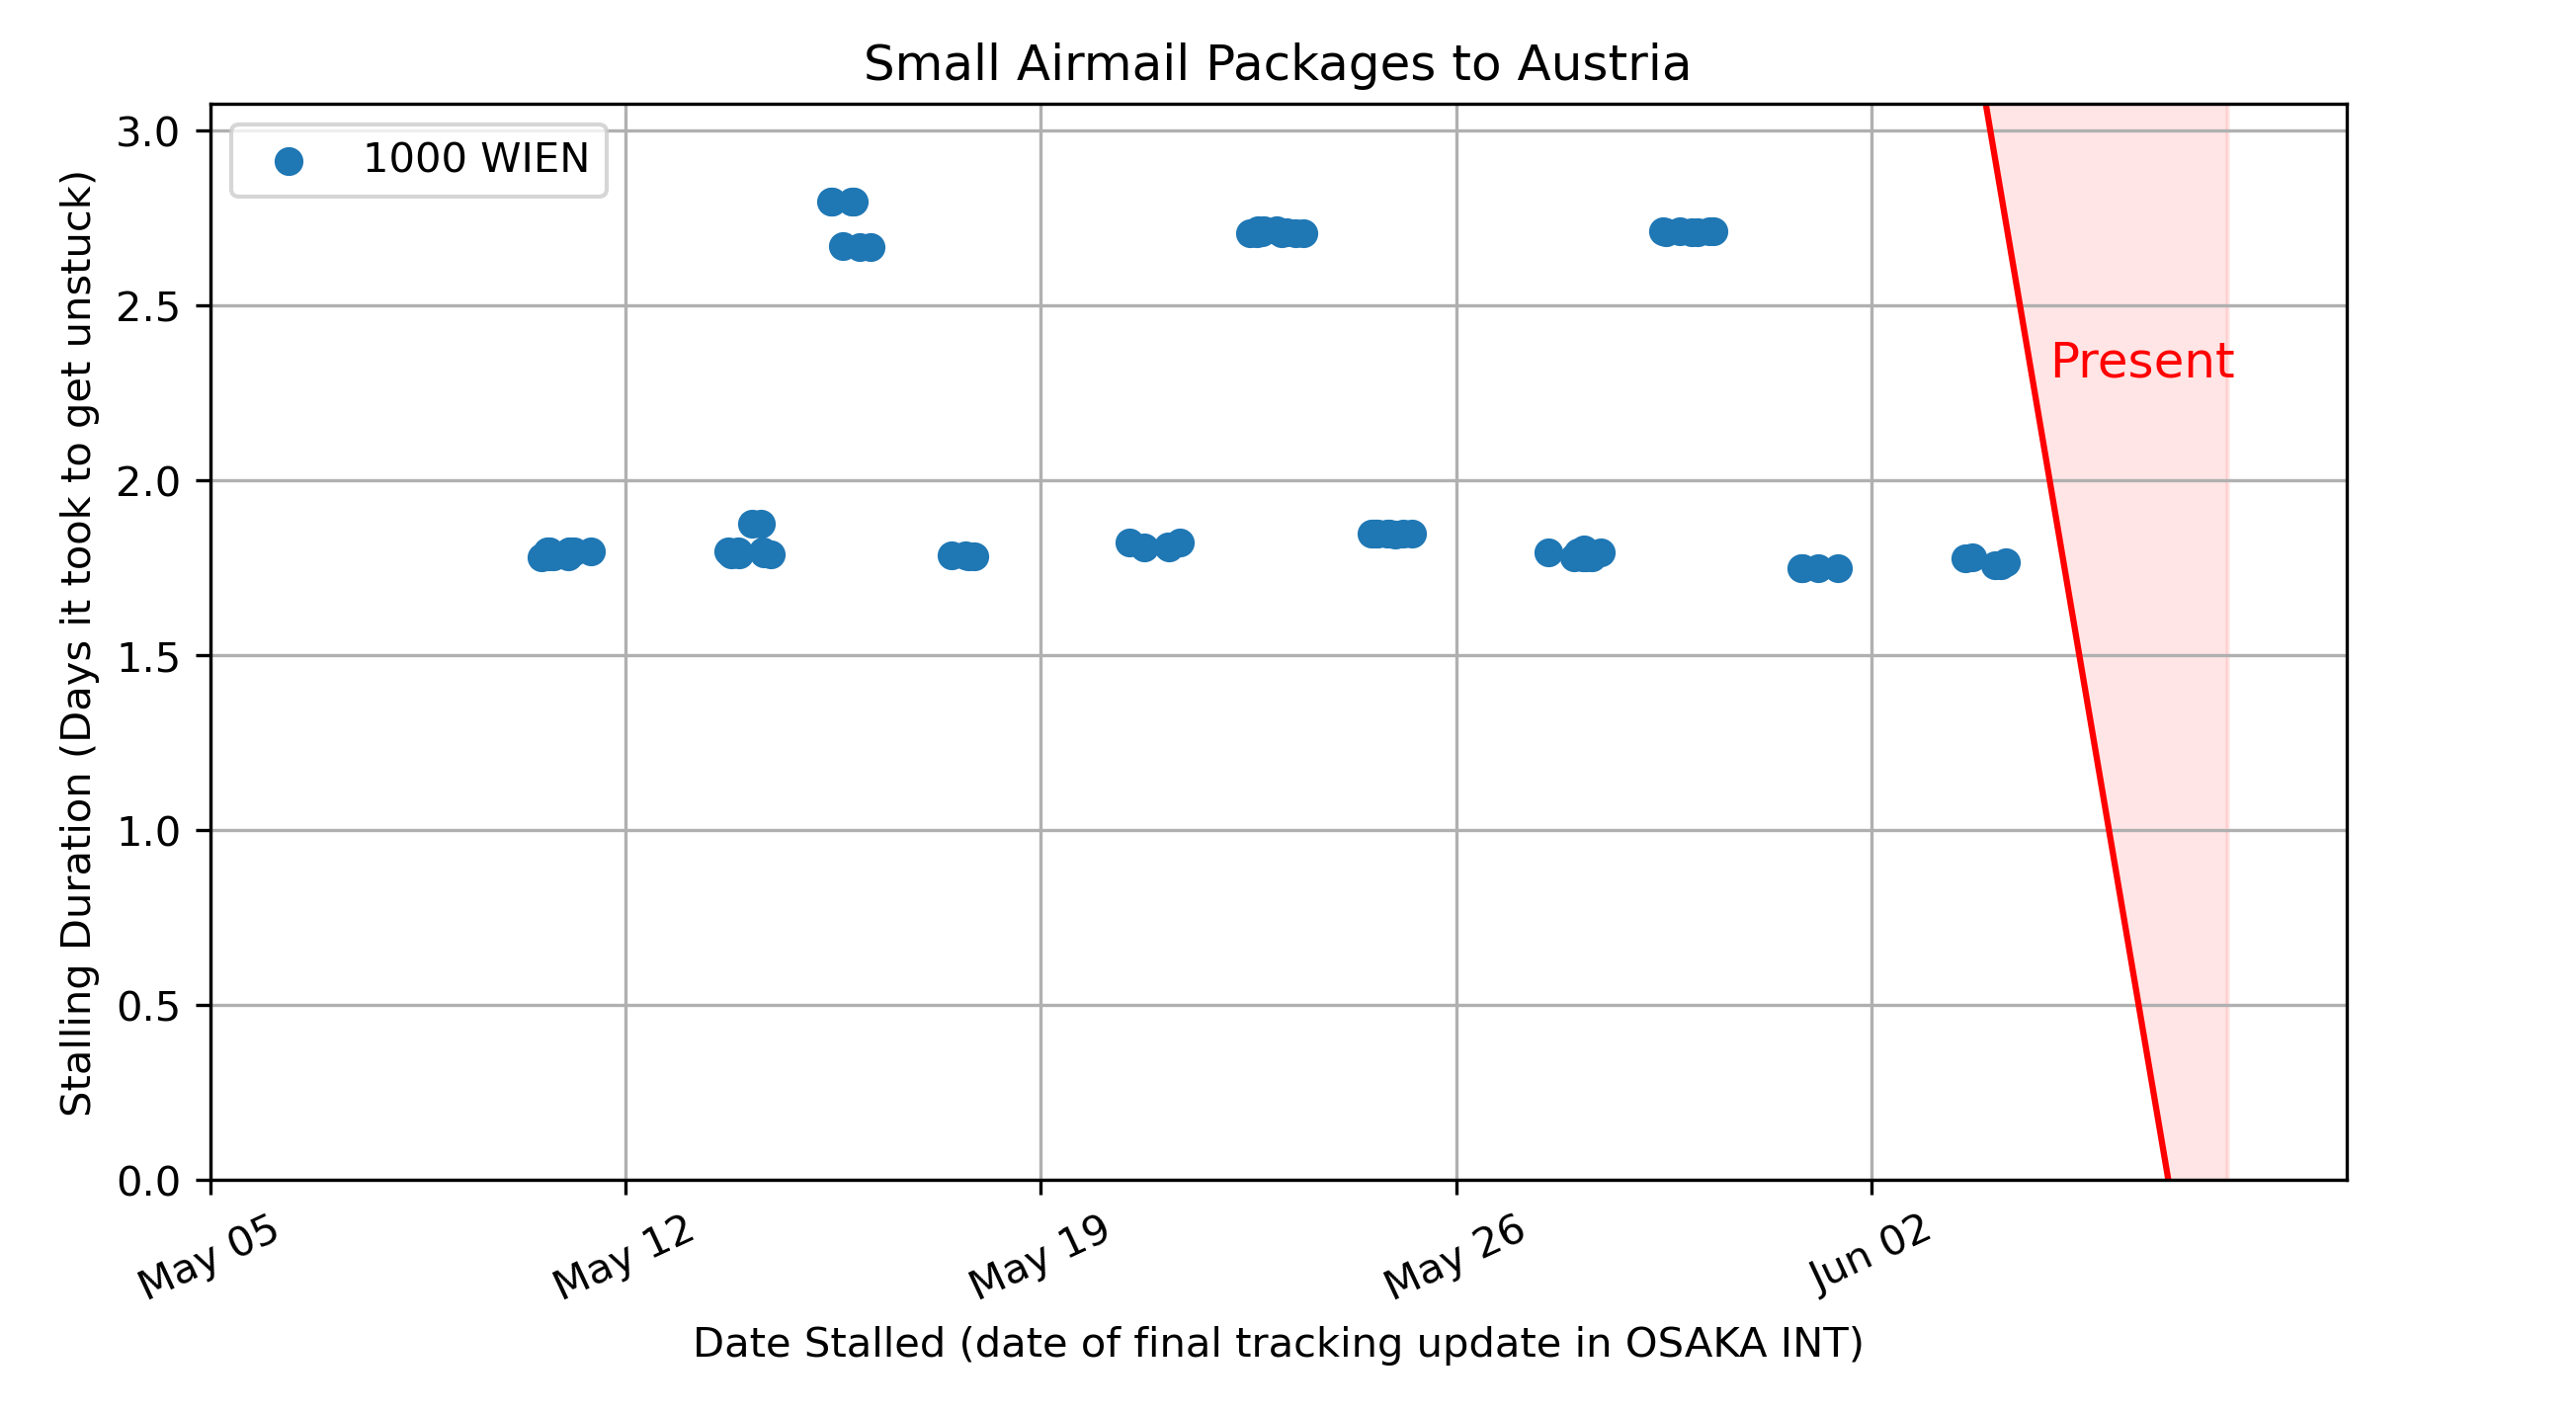 Small Airmail Packages to Austria
1000 WIEN
Present
Stalling Duration (Days it took to get unstuck)
3.0
2.5
2.0
1.5
1.0
0.5
0.0
May 05
May 12
May 19
May 26
Jun 02
Date Stalled (date of final tracking update in OSAKA INT)